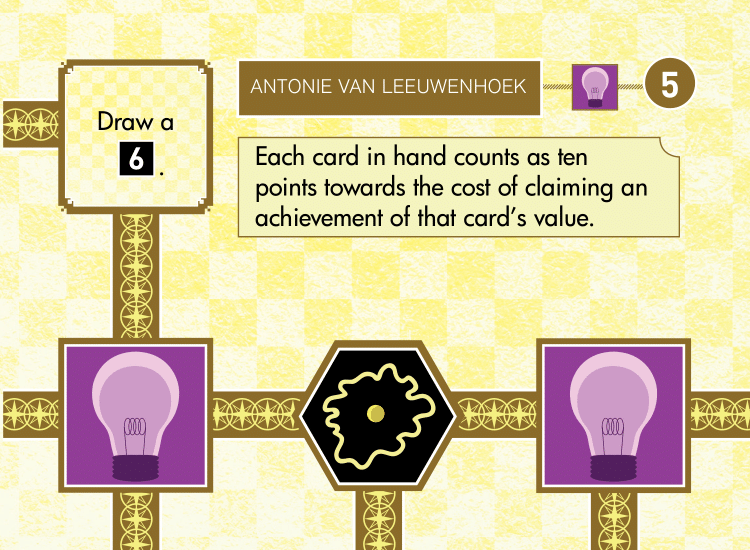 ANTONIE VAN LEEUWENHOEK
5
Draw a
6.
Each card in hand counts as ten
points towards the cost of claiming an
achievement of that card's value.